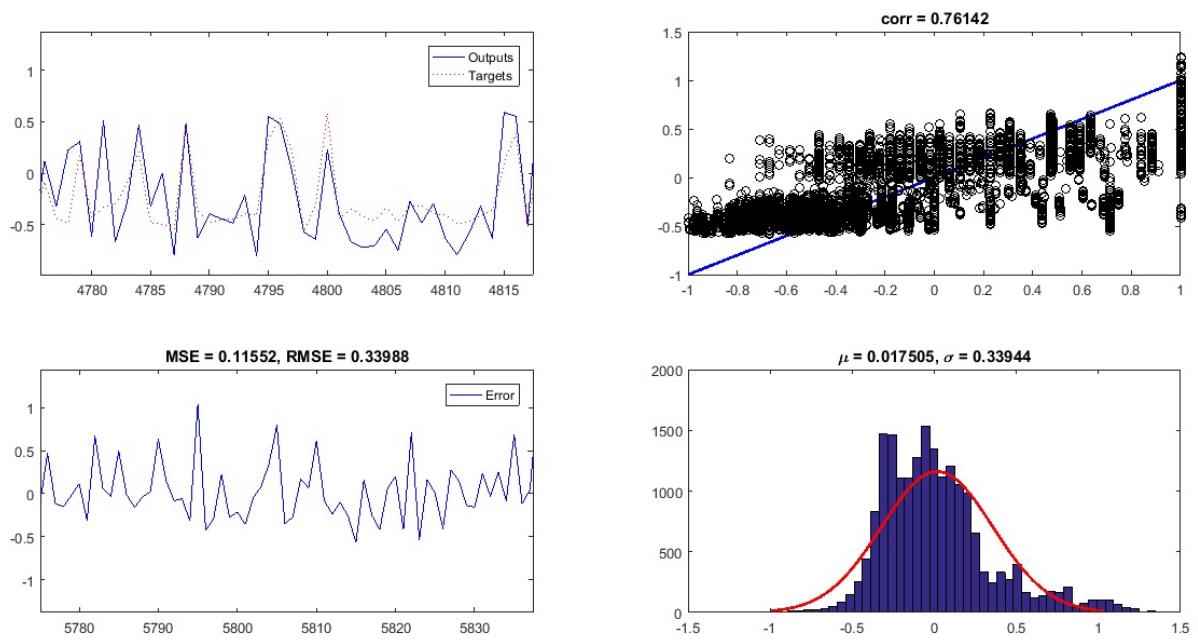 1
0.5
0
-0.5
-1
4780 4785 4790 4795 4800 4805 4810 4815
Outputs
Targets
corr = 0.76142
1.5
1
0.5
0
-0.5
-1
-1 -0.8 -0.6 -0.4 -0.2 0 0.2 0.4 0.6 0.8 1
MSE = 0.11552, RMSE = 0.33988
1
0.5
0
-0.5
-1
5780 5790 5800 5810 5820 5830
Error
μ = 0.017505, σ = 0.33944
2000
1500
1000
500
0
-1.5 -1 -0.5 0 0.5 1 1.5